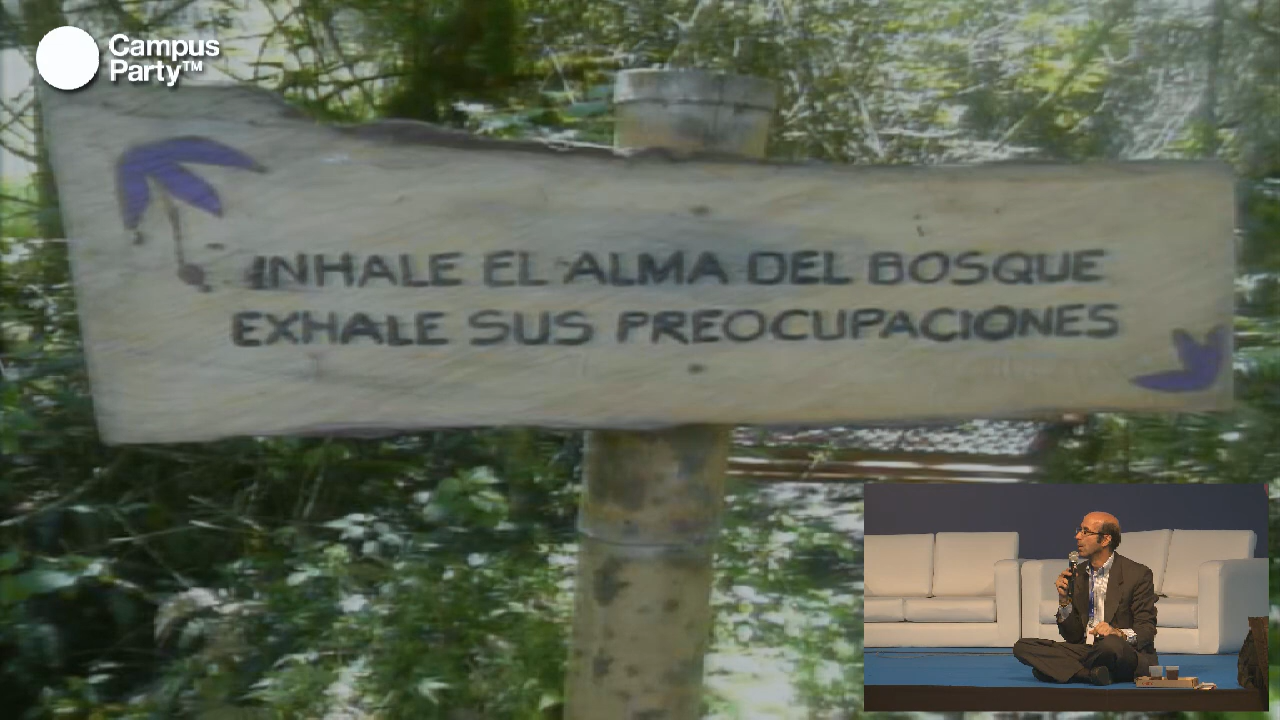 Campus
Party™
INHALE EL ALMA DEL BOSQUE
EXHALE SUS PREOCUPACIONES